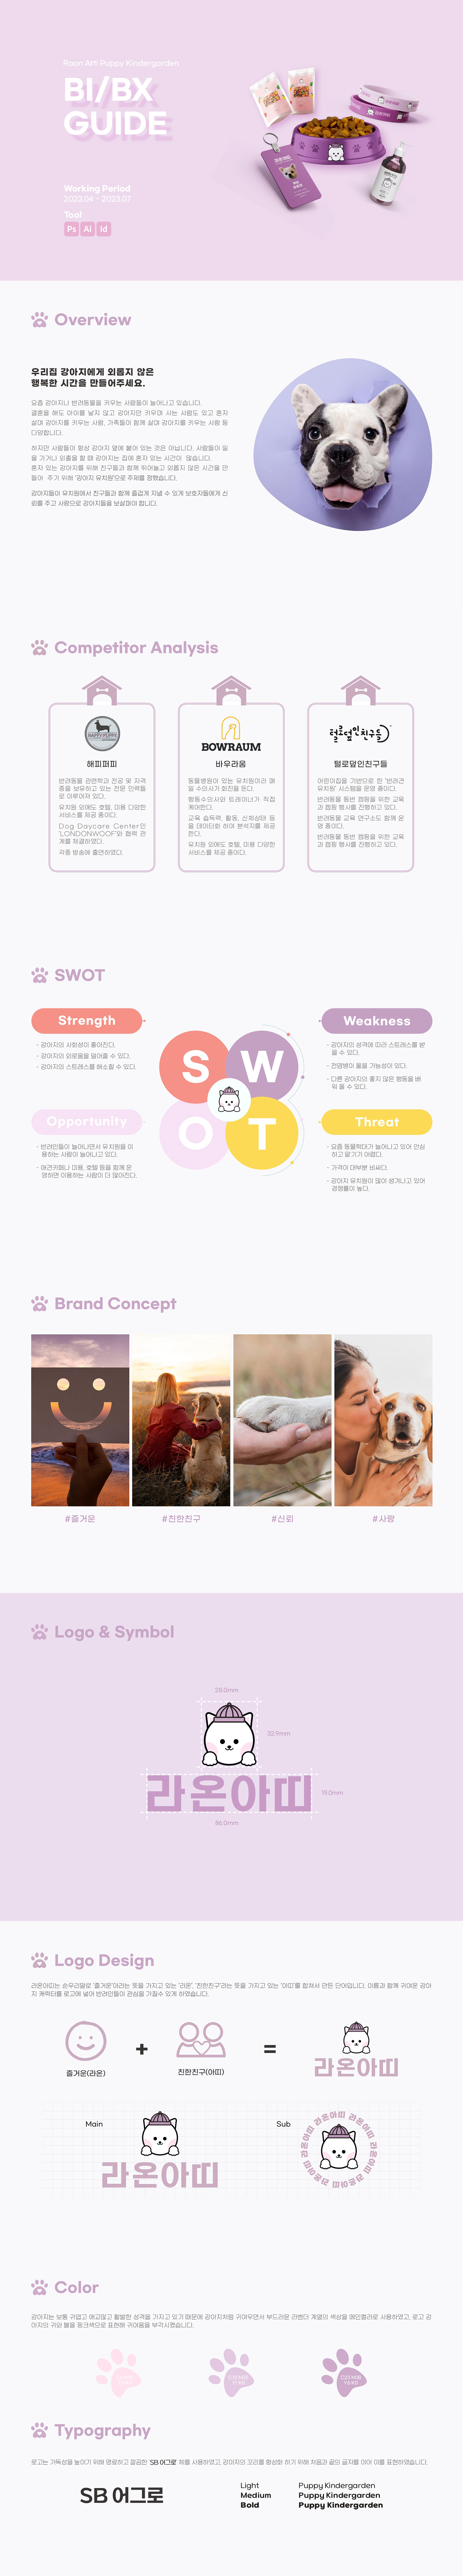 Raon Atti Puppy Kindergarden
BI/BX
GUIDE
Working Period
2023.04 - 2023.07
Tool
Ps Ai Id
Overview
우리집 강아지에게 외롭지 않은
행복한 시간을 만들어주세요.
요즘 강아지나 반려동물을 키우는 사람들이 늘어나고 있습니다.
결혼을 해도 아이를 낳지 않고 강아지만 키우며 사는 사람도 있고 혼자
살며 강아지를 키우는 사람, 가족들이 함께 살며 강아지를 키우는 사람 등
다양합니다.
하지만 사람들이 항상 강아지 옆에 붙어 있는 것은 아닙니다. 사람들이 일
을 가거나 외출을 할 때 강아지는 집에 혼자 있는 시간이 많습니다.
혼자 있는 강아지를 위해 친구들과 함께 뛰어놀고 외롭지 않은 시간을 만
들어 주기 위해 '강아지 유치원'으로 주제를 정했습니다.
강아지들이 유치원에서 친구들과 함께 즐겁게 지낼 수 있게 보호자들에게 신
뢰를 주고 사랑으로 강아지들을 보살펴야 합니다.
Competitor Analysis
HAPPY PUPPY
BOWRAUM
털로덮인친구들
해피퍼피
바우라움
털로덮인친구들
반려동물 관련학과 전공 및 자격
증을 보유하고 있는 전문 인력들
로 이루어져 있다.
유치원 외에도 호텔, 미용 다양한
서비스를 제공 중이다.
Dog Daycare Center인
'LONDONWOOF'와 협력 관
계를 체결하였다.
각종 방송에 출연하였다.
동물병원이 있는 유치원이라 매
일 수의사가 회진을 돈다.
행동수의사와 트레이너가 직접
케어한다.
교육 습득력, 활동, 신체상태 등
을 데이터화 하여 분석지를 제공
한다.
유치원 외에도 호텔, 미용 다양한
서비스를 제공 중이다.
어린이집을 기반으로 한 '반려견
유치원' 시스템을 운영 중이다.
반려동물 동반 캠핑을 위한 교육
과 캠핑 행사를 진행하고 있다.
반려동물 교육 연구소도 함께 운
영 중이다.
반려동물 동반 캠핑을 위한 교육
과 캠핑 행사를 진행하고 있다.
SWOT
Strength
- 강아지의 사회성이 좋아진다.
- 강아지의 외로움을 덜어줄 수 있다.
- 강아지의 스트레스를 해소할 수 있다.
Weakness
- 강아지의 성격에 따라 스트레스를 받
을 수 있다.
- 전염병이 옮을 가능성이 있다.
- 다른 강아지의 좋지 않은 행동을 배
워 올 수 있다.
S W
O T
Opportunity
- 반려인들이 늘어나면서 유치원을 이
용하는 사람이 늘어나고 있다.
- 애견카페나 미용, 호텔 등을 함께 운
영하면 이용하는 사람이 더 많아진다.
Threat
- 요즘 동물학대가 늘어나고 있어 안심
하고 맡기기 어렵다.
- 가격이 대부분 비싸다.
- 강아지 유치원이 많이 생겨나고 있어
경쟁률이 높다.
Brand Concept
#즐거운
#친한친구
#신뢰
#사랑
Logo & Symbol
28.0mm
32.9mm
라온아띠
19.0mm
86.0mm
Logo Design
라온아띠는 순우리말로 '즐거운'이라는 뜻을 가지고 있는 '라온', '친한친구'라는 뜻을 가지고 있는 '아띠'를 합쳐서 만든 단어입니다. 이름과 함께 귀여운 강아
지 캐릭터를 로고에 넣어 반려인들이 관심을 가질수 있게 하였습니다.
즐거운(라온)
+
친한친구(아띠)
=
라온아띠
Main
라온아띠
Sub
라온아띠 라온아띠 라온아띠 라온아띠 라온아띠
Color
강아지는 보통 귀엽고 애교많고 활발한 성격을 가지고 있기 때문에 강아지처럼 귀여우면서 부드러운 라벤더 계열의 색상을 메인컬러로 사용하였고, 로고 강
아지의 귀와 볼을 핑크색으로 표현해 귀여움을 부각시켰습니다.
Typography
로고는 가독성을 높이기 위해 명료하고 깔끔한 'SB 어그로' 체를 사용하였고, 강아지의 꼬리를 형상화 하기 위해 처음과 끝의 글자를 이어 이를 표현하였습니다.
SB 어그로
Light Puppy Kindergarden
Medium Puppy Kindergarden
Bold Puppy Kindergarden